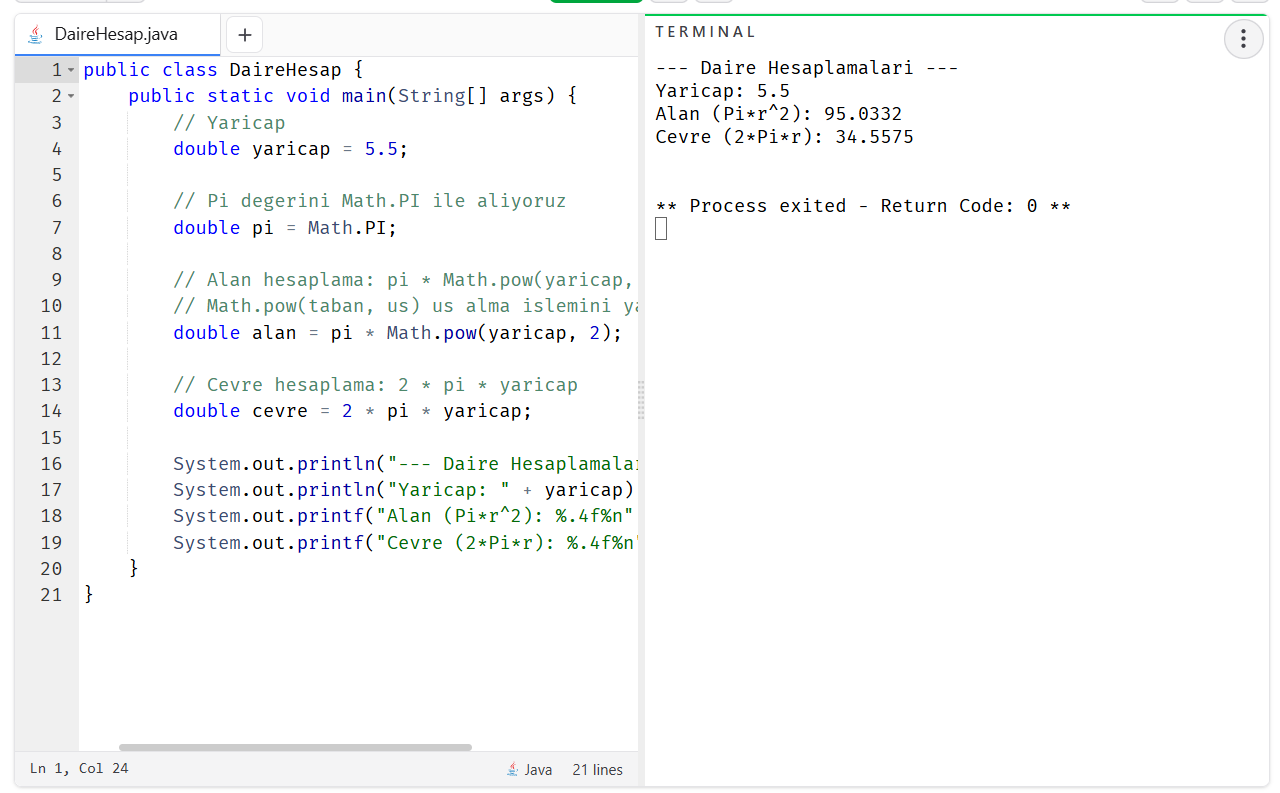 DaireHesap.java
+
1 public class DaireHesap {
2 public static void main(String[] args) {
3 // Yaricap
4 double yaricap = 5.5;
5
6 // Pi degerini Math.PI ile aliyoruz
7 double pi = Math.PI;
8
9 // Alan hesaplama: pi * Math.pow(yaricap,
10 // Math.pow(taban, us) us alma islemini
11 double alan = pi * Math.pow(yaricap, 2);
12
13 // Cevre hesaplama: 2 * pi * yaricap
14 double cevre = 2 * pi * yaricap;
15
16 System.out.println("--- Daire Hesaplamala
17 System.out.println("Yaricap: " + yaricap)
18 System.out.printf("Alan (Pi*r^2): %.4f%n"
19 System.out.printf("Cevre (2*Pi*r): %.4f%n"
20 }
21 }
Ln 1, Col 24
Java
21 lines
TERMINAL
--- Daire Hesaplamalari ---
Yaricap: 5.5
Alan (Pi*r^2): 95.0332
Cevre (2*Pi*r): 34.5575
** Process exited - Return Code: 0 **